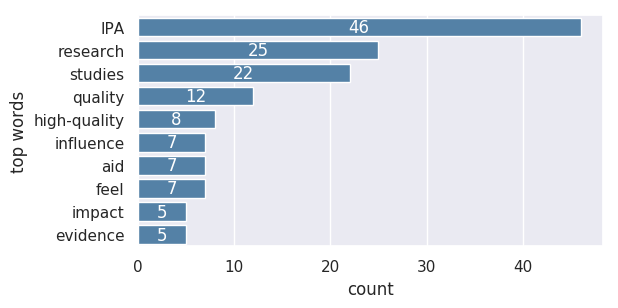 IPA 46
research 25
studies 22
quality 12
high-quality 8
influence 7
aid 7
feel 7
impact 5
evidence 5
top words
0 10 20 30 40
count